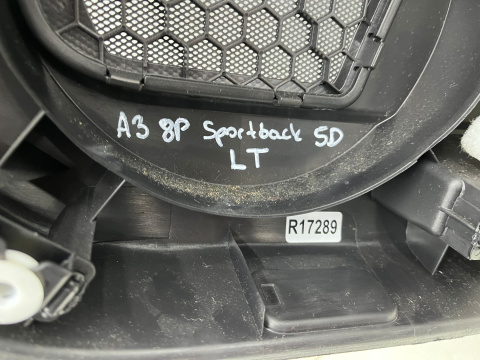 A3 8P Sportback 5D
LT
R17289